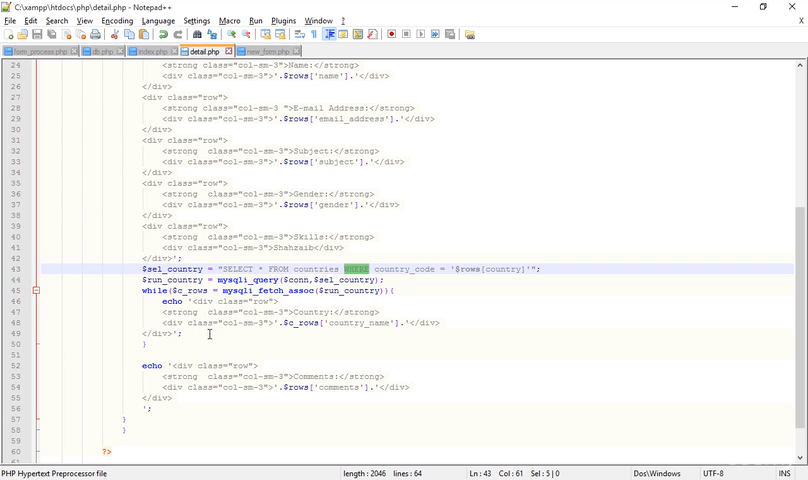 C:\xampp\htdocs\php\detail.php - Notepad++
File Edit Search View Encoding Language Settings Macro Run Plugins Window ?
form_process.php db.php index.php detail.php new_form.php
24 <strong class="col-sm-3">Name:</strong>
25 <div class="col-sm-3">'.$rows['name'].'</div>
26 </div>
27 <div class="row">
28 <strong class="col-sm-3 ">E-mail Address:</strong>
29 <div class="col-sm-3">'.$rows['email_address'].'</div>
30 </div>
31 <div class="row">
32 <strong class="col-sm-3">Subject:</strong>
33 <div class="col-sm-3">'.$rows['subject'].'</div>
34 </div>
35 <div class="row">
36 <strong class="col-sm-3">Gender:</strong>
37 <div class="col-sm-3">'.$rows['gender'].'</div>
38 </div>
39 <div class="row">
40 <strong class="col-sm-3">Skills:</strong>
41 <div class="col-sm-3">Shahzaib</div>
42 </div>';
43 $sel_country = "SELECT * FROM countries WHERE country_code = '$rows[country]'";
44 $run_country = mysqli_query($conn,$sel_country);
45 while($c_rows = mysqli_fetch_assoc($run_country)){
46 echo '<div class="row">
47 <strong class="col-sm-3">Country:</strong>
48 <div class="col-sm-3">'.$c_rows['country_name'].'</div>
49 </div>';
50 }
51
52 echo '<div class="row">
53 <strong class="col-sm-3">Comments:</strong>
54 <div class="col-sm-3">'.$rows['comments'].'</div>
55 </div>
56 ';
57 }
58 }
59
60 ?>
PHP Hypertext Preprocessor file length : 2046 lines : 64 Ln : 43 Col : 61 Sel : 5 | 0 Dos\Windows UTF-8 INS